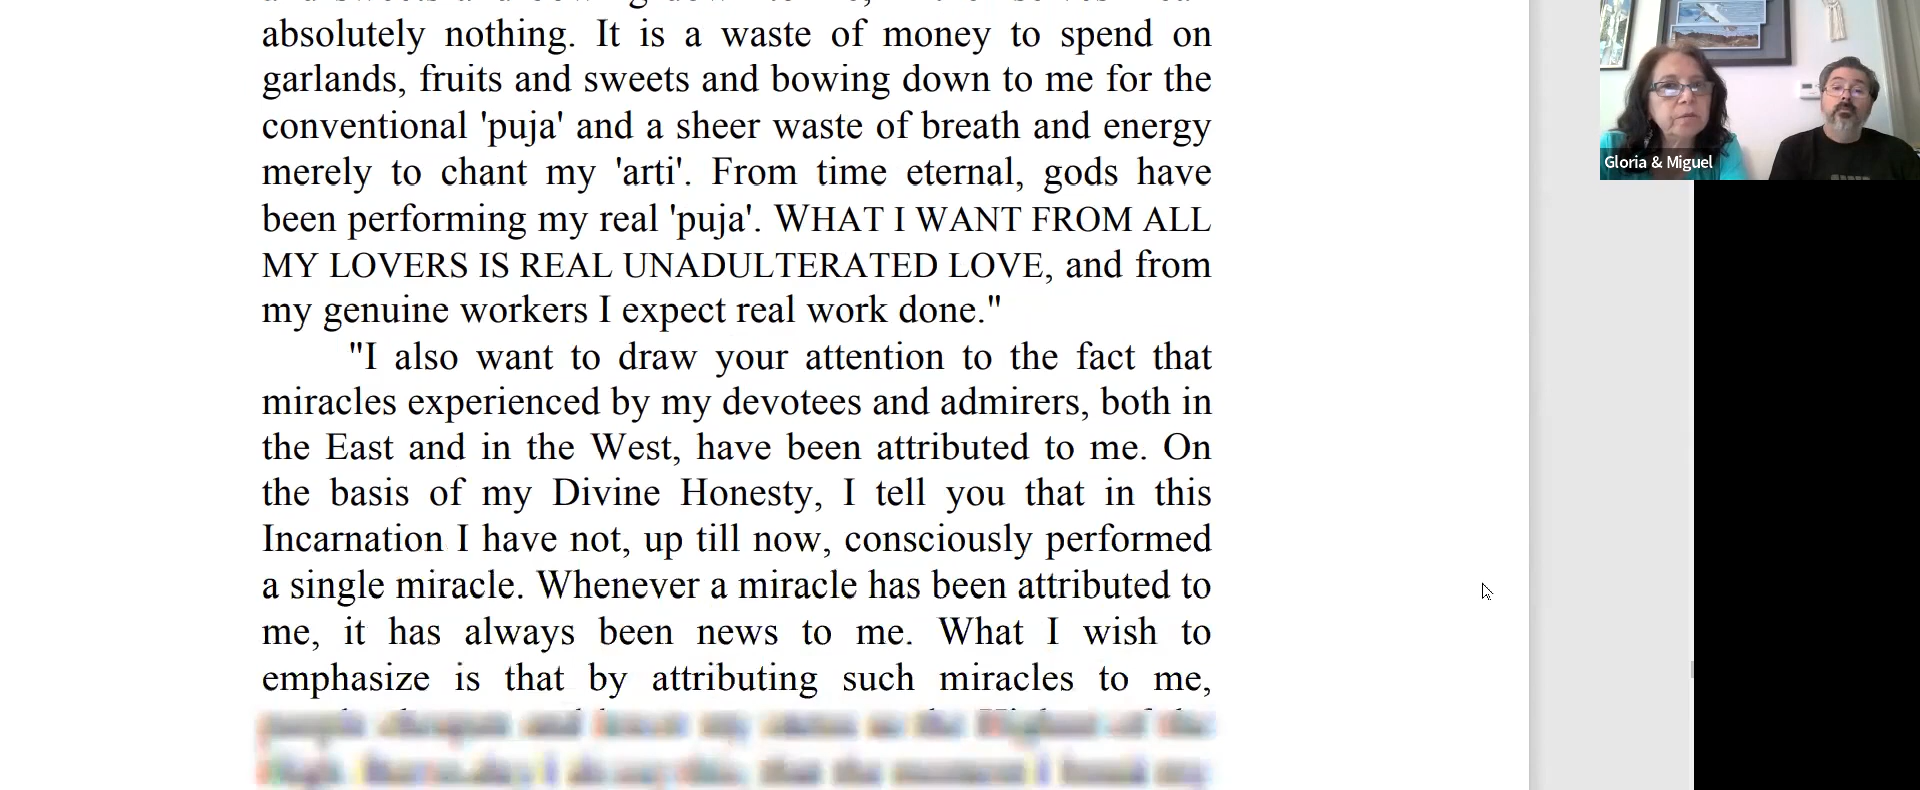 absolutely nothing. It is a waste of money to spend on
garlands, fruits and sweets and bowing down to me for the
conventional 'puja' and a sheer waste of breath and energy
merely to chant my 'arti'. From time eternal, gods have
been performing my real 'puja'. WHAT I WANT FROM ALL
MY LOVERS IS REAL UNADULTERATED LOVE, and from
my genuine workers I expect real work done."
"I also want to draw your attention to the fact that
miracles experienced by my devotees and admirers, both in
the East and in the West, have been attributed to me. On
the basis of my Divine Honesty, I tell you that in this
Incarnation I have not, up till now, consciously performed
a single miracle. Whenever a miracle has been attributed to
me, it has always been news to me. What I wish to
emphasize is that by attributing such miracles to me,
Gloria & Miguel